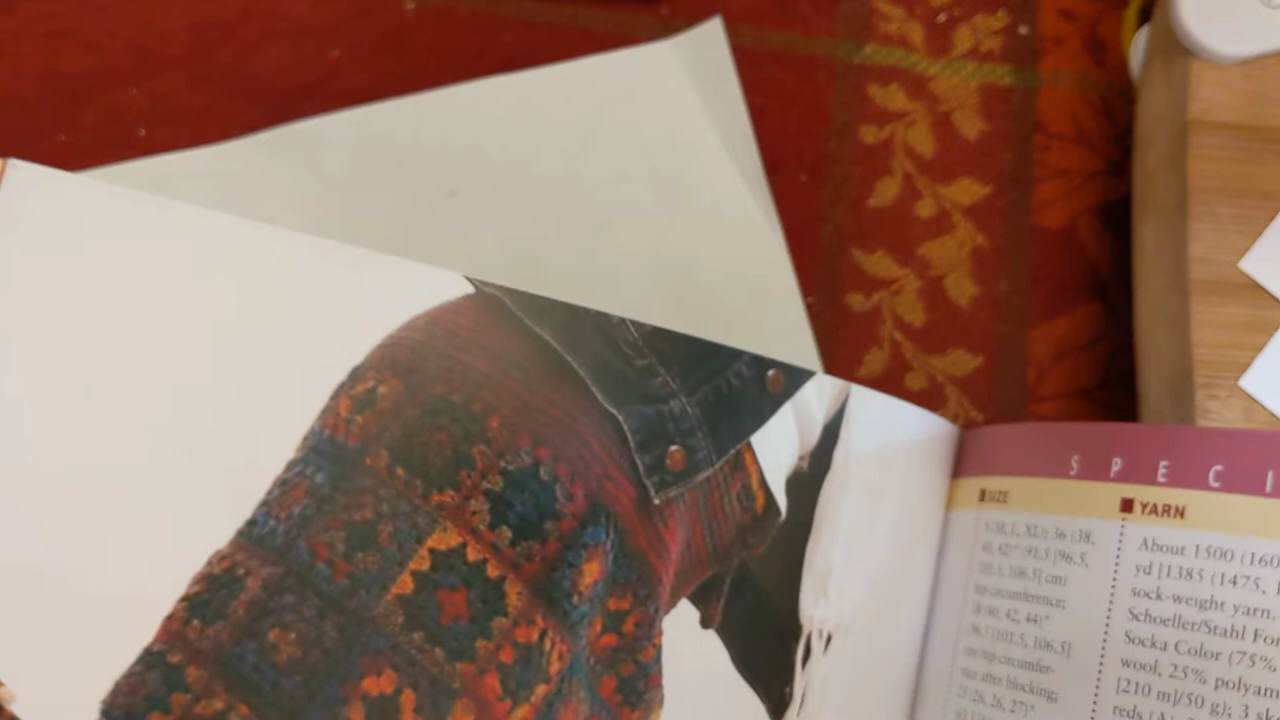 S P E C I
SIZE
S (M, L, XL); 36 (38,
40, 42)" (91.5 [96.5,
101.5, 106.5] cm)
hip circumference;
38 (40, 42, 44)"
(96.5 [101.5, 106.5]
hip circumfer-
ence after blocking;
25 (26, 26, 27)"
YARN
About 1500 (160
yd [1385 (1475, 1
sock-weight yarn.
Schoeller/Stahl For
Socka Color (75%
wool, 25% polyam
[210 m]/50 g); 3 sk
reds (A)